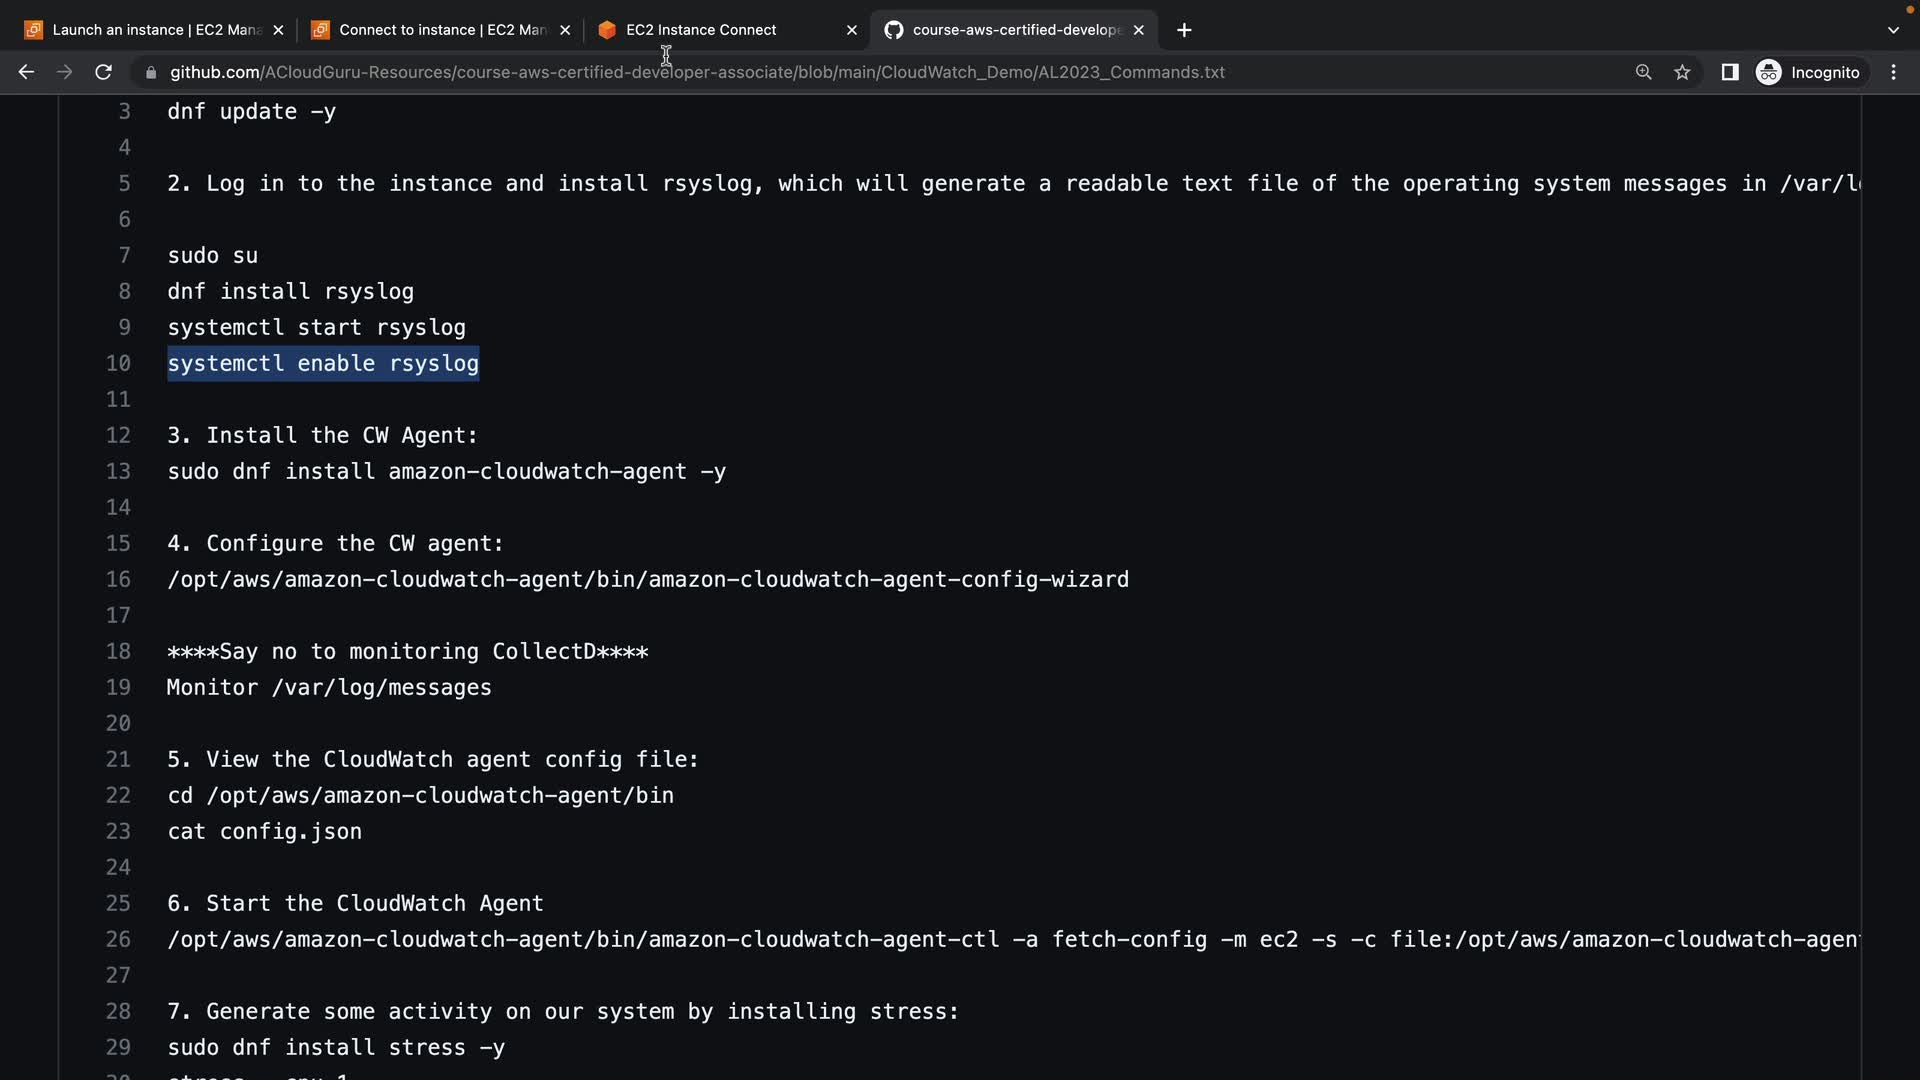 Launch an instance | EC2 Mana
Connect to instance | EC2 Man
EC2 Instance Connect
course-aws-certified-develope
github.com/ACloudGuru-Resources/course-aws-certified-developer-associate/blob/main/CloudWatch_Demo/AL2023_Commands.txt
Incognito
3 dnf update -y
4
5 2. Log in to the instance and install rsyslog, which will generate a readable text file of the operating system messages in /var/lo
6
7 sudo su
8 dnf install rsyslog
9 systemctl start rsyslog
10 systemctl enable rsyslog
11
12 3. Install the CW Agent:
13 sudo dnf install amazon-cloudwatch-agent -y
14
15 4. Configure the CW agent:
16 /opt/aws/amazon-cloudwatch-agent/bin/amazon-cloudwatch-agent-config-wizard
17
18 ****Say no to monitoring CollectD****
19 Monitor /var/log/messages
20
21 5. View the CloudWatch agent config file:
22 cd /opt/aws/amazon-cloudwatch-agent/bin
23 cat config.json
24
25 6. Start the CloudWatch Agent
26 /opt/aws/amazon-cloudwatch-agent/bin/amazon-cloudwatch-agent-ctl -a fetch-config -m ec2 -s -c file:/opt/aws/amazon-cloudwatch-agent
27
28 7. Generate some activity on our system by installing stress:
29 sudo dnf install stress -y